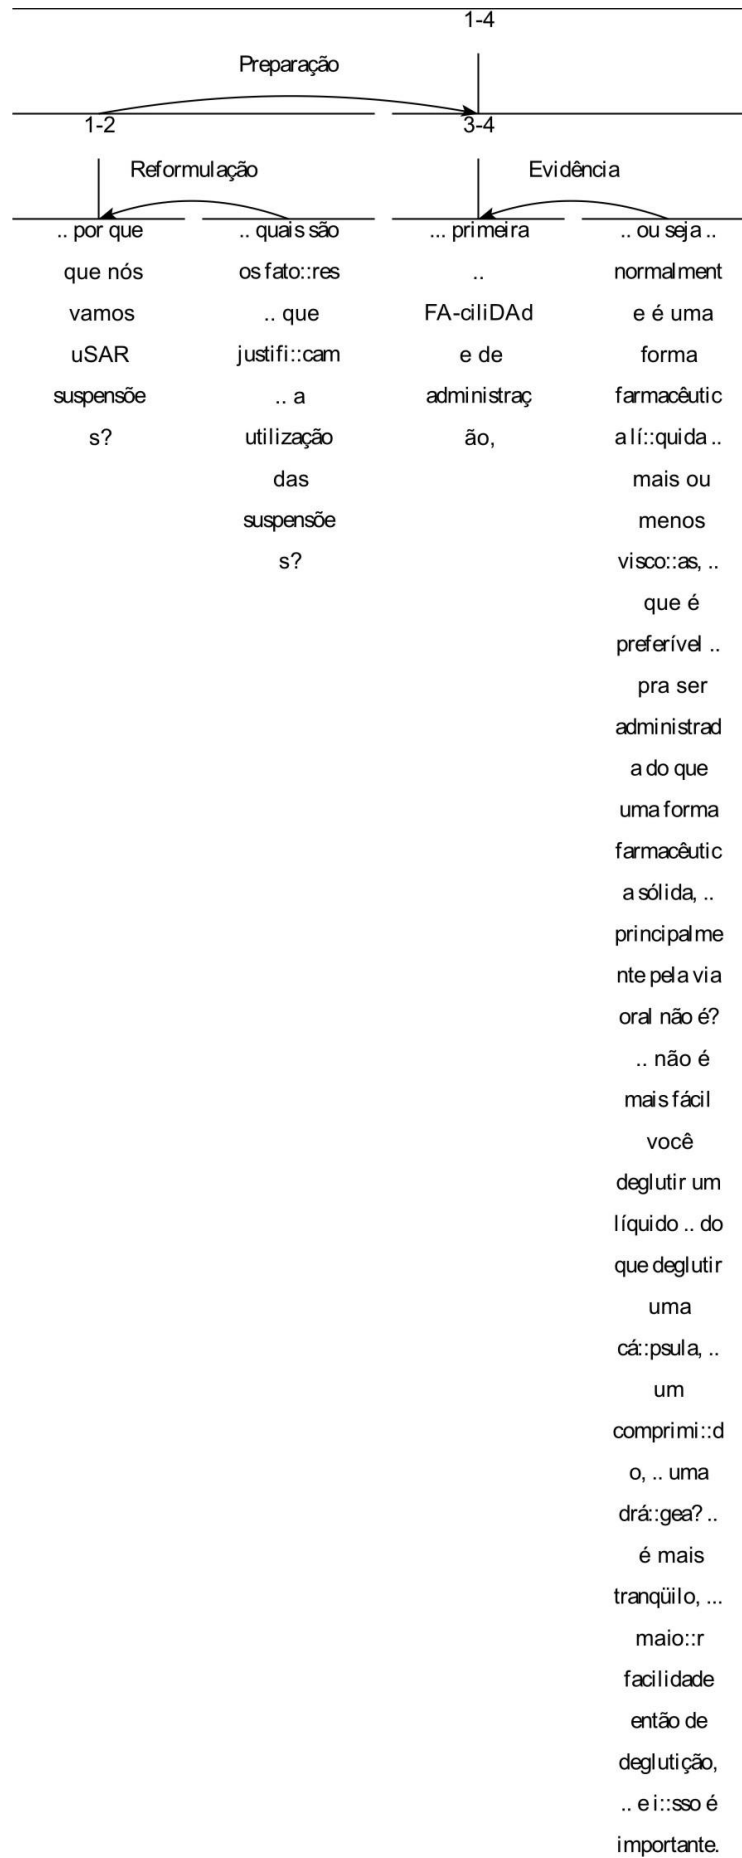 1-4
Preparação
1-2
3-4
Reformulação
Evidência
.. por que
que nós
vamos
uSAR
suspensõe
s?
.. quais são
os fato::res
.. que
justifi::cam
.. a
utilização
das
suspensõe
s?
... primeira
..
FA-ciliDAd
e de
administraç
ão,
.. ou seja ..
normalment
e é uma
forma
farmacêutic
a lí::quida ..
mais ou
menos
visco::as, ..
que é
preferível ..
pra ser
administrad
a do que
uma forma
farmacêutic
a sólida, ..
principalme
nte pela via
oral não é?
.. não é
mais fácil
você
deglutir um
líquido .. do
que deglutir
uma
cá::psula, ..
um
comprimi::d
o, .. uma
drá::gea? ..
é mais
tranqüilo, ...
maio::r
facilidade
então de
deglutição,
.. e i::sso é
importante.